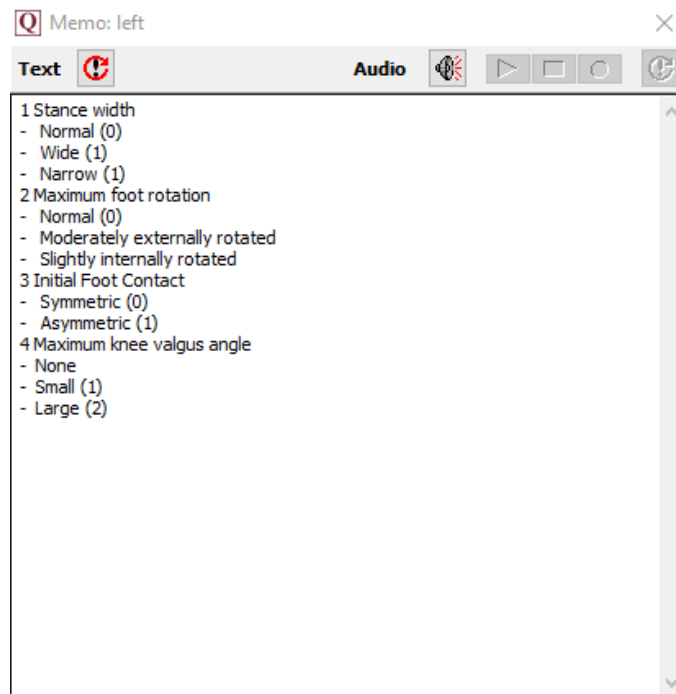 Q Memo: left
Text Audio
1 Stance width
- Normal (0)
- Wide (1)
- Narrow (1)
2 Maximum foot rotation
- Normal (0)
- Moderately externally rotated
- Slightly internally rotated
3 Initial Foot Contact
- Symmetric (0)
- Asymmetric (1)
4 Maximum knee valgus angle
- None
- Small (1)
- Large (2)